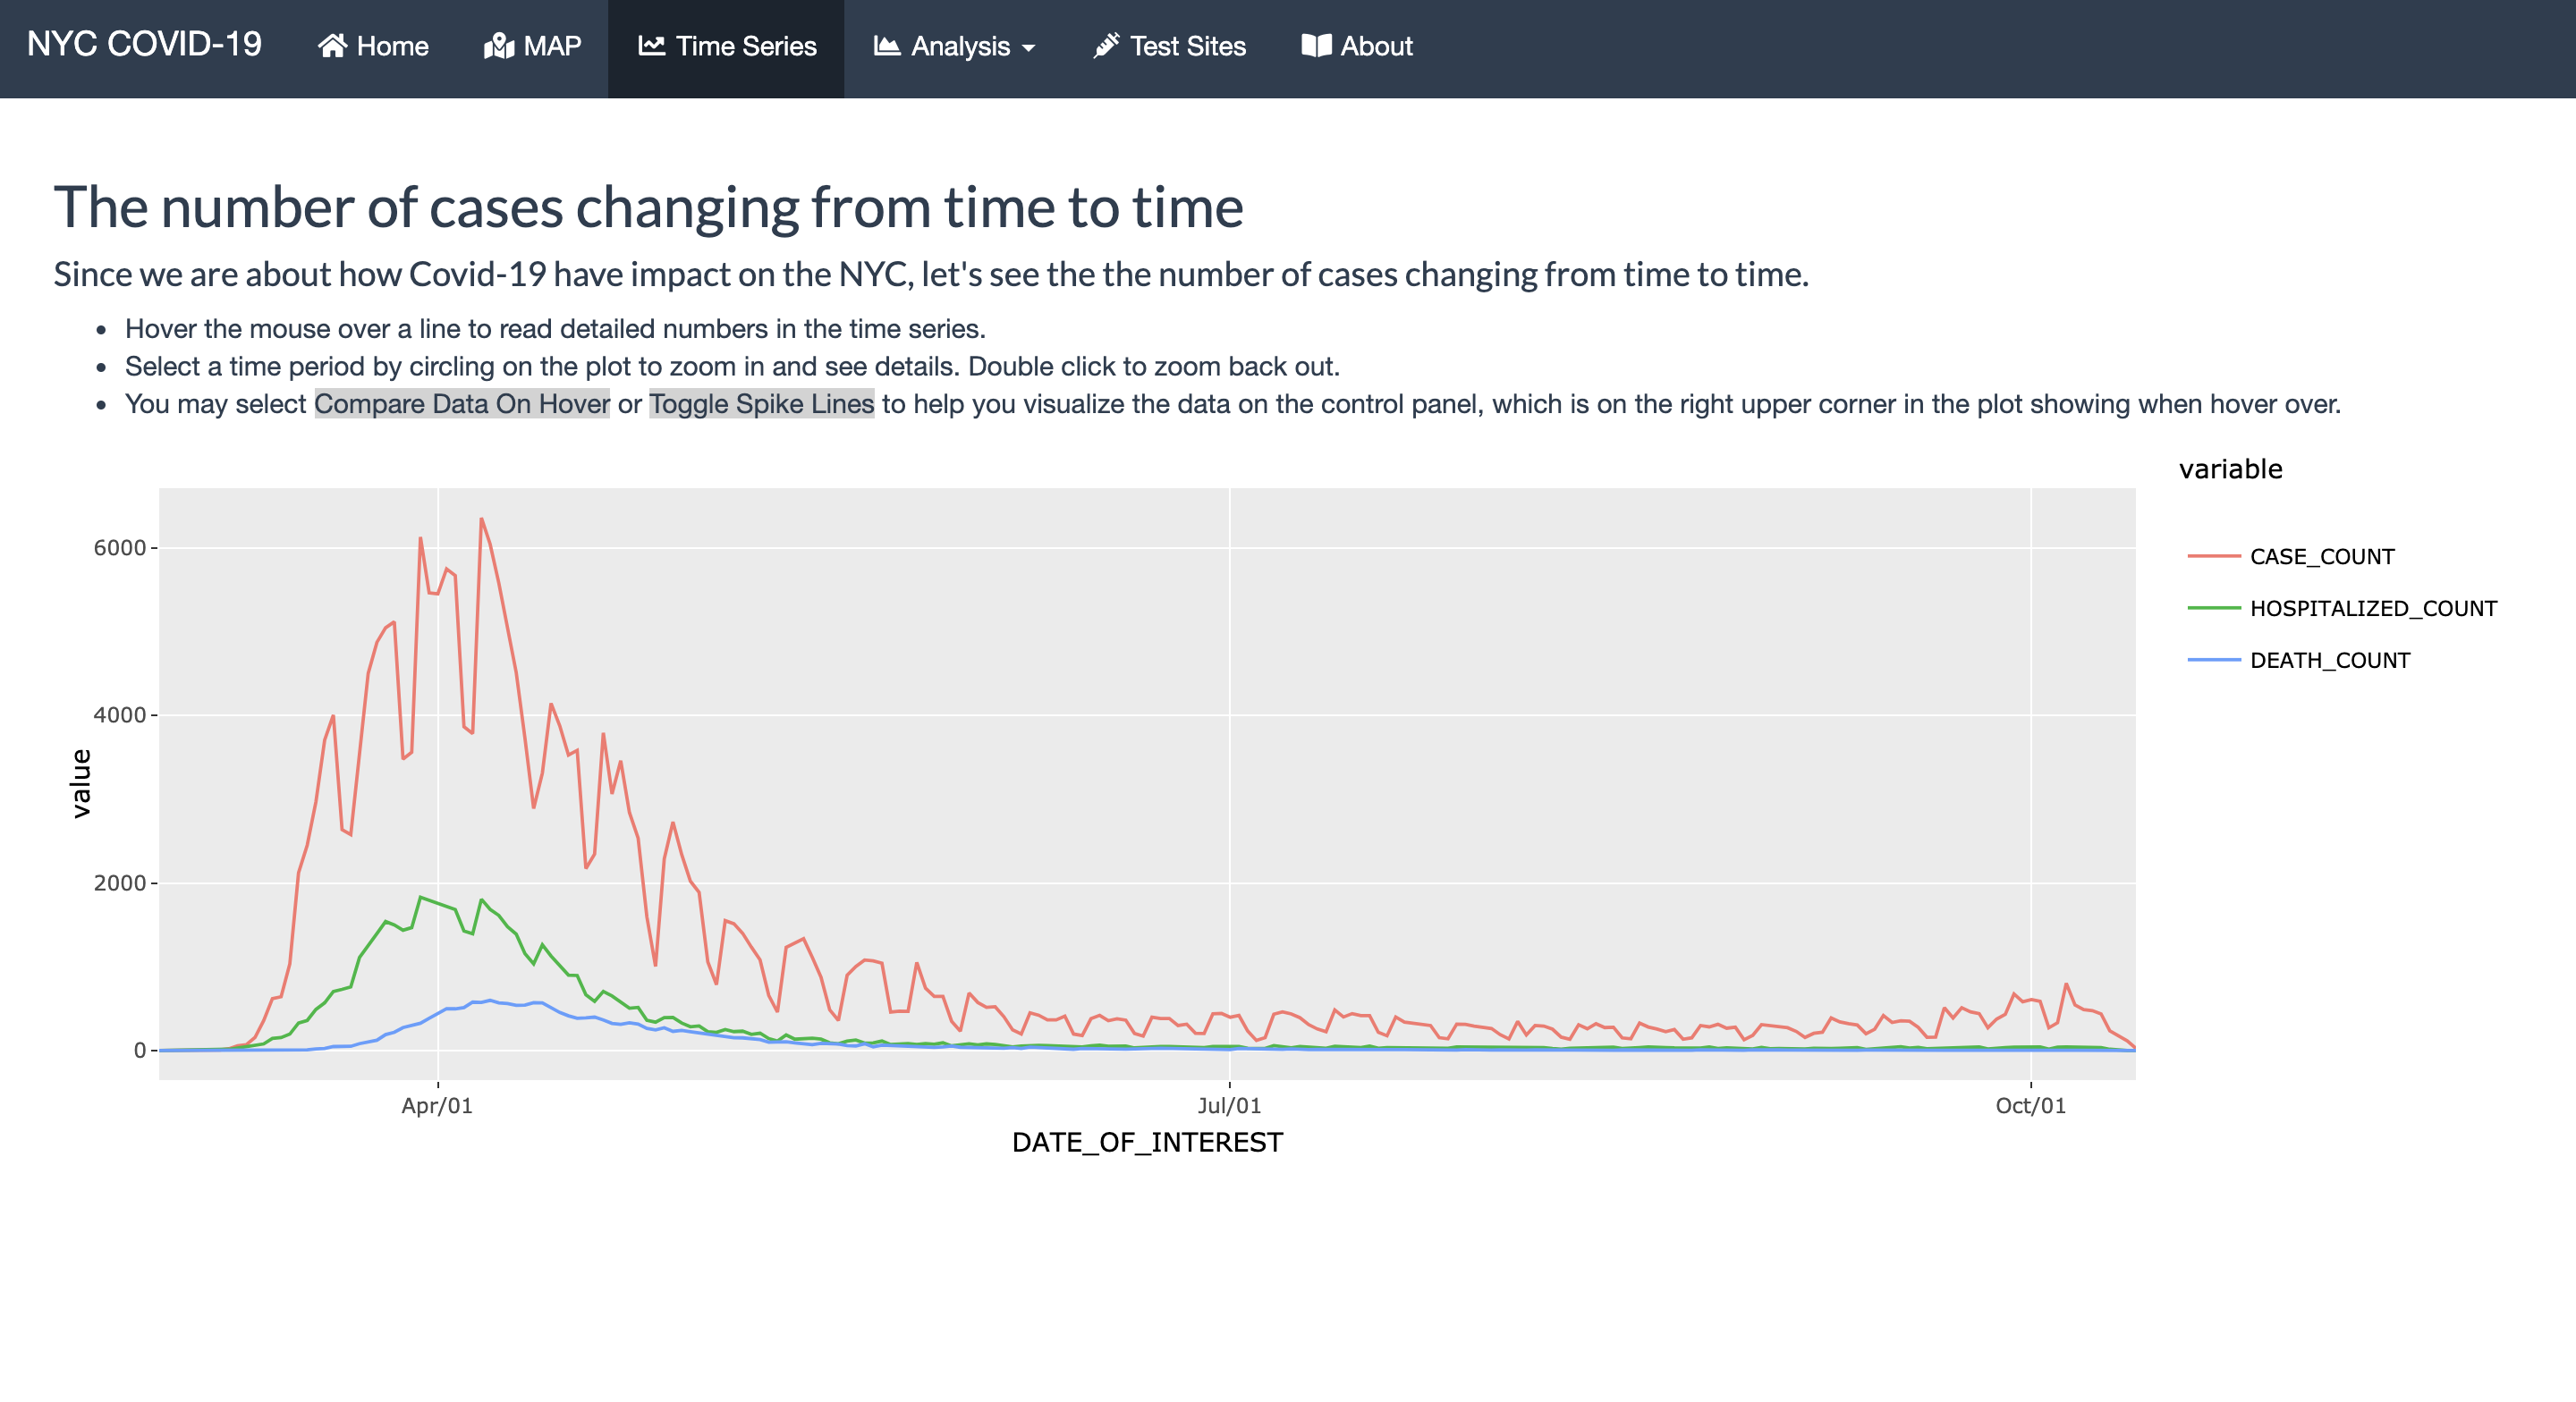 NYC COVID-19 Home MAP Time Series Analysis Test Sites About
The number of cases changing from time to time
Since we are about how Covid-19 have impact on the NYC, let's see the the number of cases changing from time to time.
• Hover the mouse over a line to read detailed numbers in the time series.
• Select a time period by circling on the plot to zoom in and see details. Double click to zoom back out.
• You may select Compare Data On Hover or Toggle Spike Lines to help you visualize the data on the control panel, which is on the right upper corner in the plot showing when hover over.
variable
CASE_COUNT
HOSPITALIZED_COUNT
DEATH_COUNT
value
6000
4000
2000
0
Apr/01 Jul/01 Oct/01
DATE_OF_INTEREST